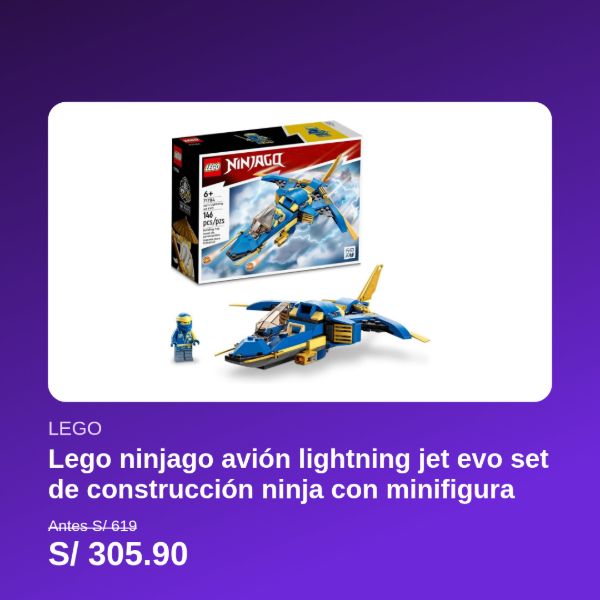 LEGO
NINJAGO
6+
71784
146
pcs/pzs
LEGO
Lego ninjago avión lightning jet evo set
de construcción ninja con minifigura
Antes S/ 619
S/ 305.90